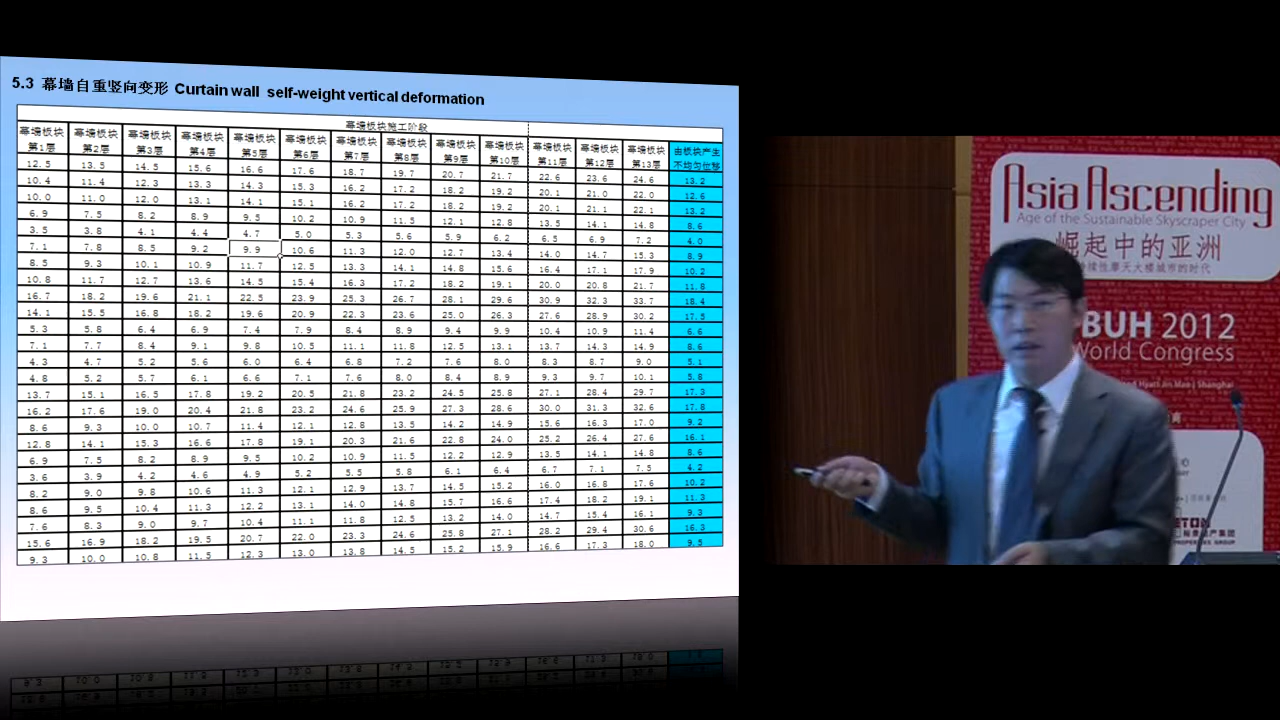 5.3 幕墙自重竖向变形 Curtain wall self-weight vertical deformation
幕墙板块施工阶段
幕墙板块第1层 幕墙板块第2层 幕墙板块第3层 幕墙板块第4层 幕墙板块第5层 幕墙板块第6层 幕墙板块第7层 幕墙板块第8层 幕墙板块第9层 幕墙板块第10层 幕墙板块第11层 幕墙板块第12层 幕墙板块第13层 由板块产生不均匀位移
12.5 13.5 14.5 15.6 16.6 17.6 18.7 19.7 20.7 21.7 22.6 23.6 24.6 13.2
10.4 11.4 12.3 13.3 14.3 15.3 16.2 17.2 18.2 19.2 20.1 21.0 22.0 12.6
10.0 11.0 12.0 13.1 14.1 15.1 16.2 17.2 18.2 19.2 20.1 21.1 22.1 13.2
6.9 7.5 8.2 8.9 9.5 10.2 10.9 11.5 12.1 12.8 13.5 14.1 14.8 8.6
3.5 3.8 4.1 4.4 4.7 5.0 5.3 5.6 5.9 6.2 6.5 6.9 7.2 4.0
7.1 7.8 8.5 9.2 9.9 10.6 11.3 12.0 12.7 13.4 14.0 14.7 15.3 8.9
8.5 9.3 10.1 10.9 11.7 12.5 13.3 14.1 14.8 15.6 16.4 17.1 17.9 10.2
10.8 11.7 12.7 13.6 14.5 15.4 16.3 17.2 18.2 19.1 20.0 20.8 21.7 11.8
16.7 18.2 19.6 21.1 22.5 23.9 25.3 26.7 28.1 29.6 30.9 32.3 33.7 18.4
14.1 15.5 16.8 18.2 19.6 20.9 22.3 23.6 25.0 26.3 27.6 28.9 30.2 17.5
5.3 5.8 6.4 6.9 7.4 7.9 8.4 8.9 9.4 9.9 10.4 10.9 11.4 6.6
7.1 7.7 8.4 9.1 9.8 10.5 11.1 11.8 12.5 13.1 13.7 14.3 14.9 8.6
4.3 4.7 5.2 5.6 6.0 6.4 6.8 7.2 7.6 8.0 8.3 8.7 9.0 5.1
4.8 5.2 5.7 6.1 6.6 7.1 7.6 8.0 8.4 8.9 9.3 9.7 10.1 5.8
13.7 15.1 16.5 17.8 19.2 20.5 21.8 23.2 24.5 25.8 27.1 28.4 29.7 17.3
16.2 17.6 19.0 20.4 21.8 23.2 24.6 25.9 27.3 28.6 30.0 31.3 32.6 17.8
8.6 9.3 10.0 10.7 11.4 12.1 12.8 13.5 14.2 14.9 15.6 16.3 17.0 9.2
12.8 14.1 15.3 16.6 17.8 19.1 20.3 21.6 22.8 24.0 25.2 26.4 27.6 16.1
6.9 7.5 8.2 8.9 9.5 10.2 10.9 11.5 12.2 12.9 13.5 14.1 14.8 8.6
3.6 3.9 4.2 4.6 4.9 5.2 5.5 5.8 6.1 6.4 6.7 7.1 7.5 4.2
8.2 9.0 9.8 10.6 11.3 12.1 12.9 13.7 14.5 15.2 16.0 16.8 17.6 10.2
8.6 9.5 10.4 11.3 12.2 13.1 14.0 14.8 15.7 16.6 17.4 18.2 19.1 11.3
7.6 8.3 9.0 9.7 10.4 11.1 11.8 12.5 13.2 14.0 14.7 15.4 16.1 9.3
15.6 16.9 18.2 19.5 20.7 22.0 23.3 24.6 25.8 27.1 28.2 29.4 30.6 16.3
9.3 10.0 10.8 11.5 12.3 13.0 13.8 14.5 15.2 15.9 16.6 17.3 18.0 9.5
Asia Ascending
Age of the Sustainable Skyscraper City
崛起中的亚洲
续性摩天大楼城市的时代
BUH 2012
World Congress
Hyatt Jin Mao | Shanghai